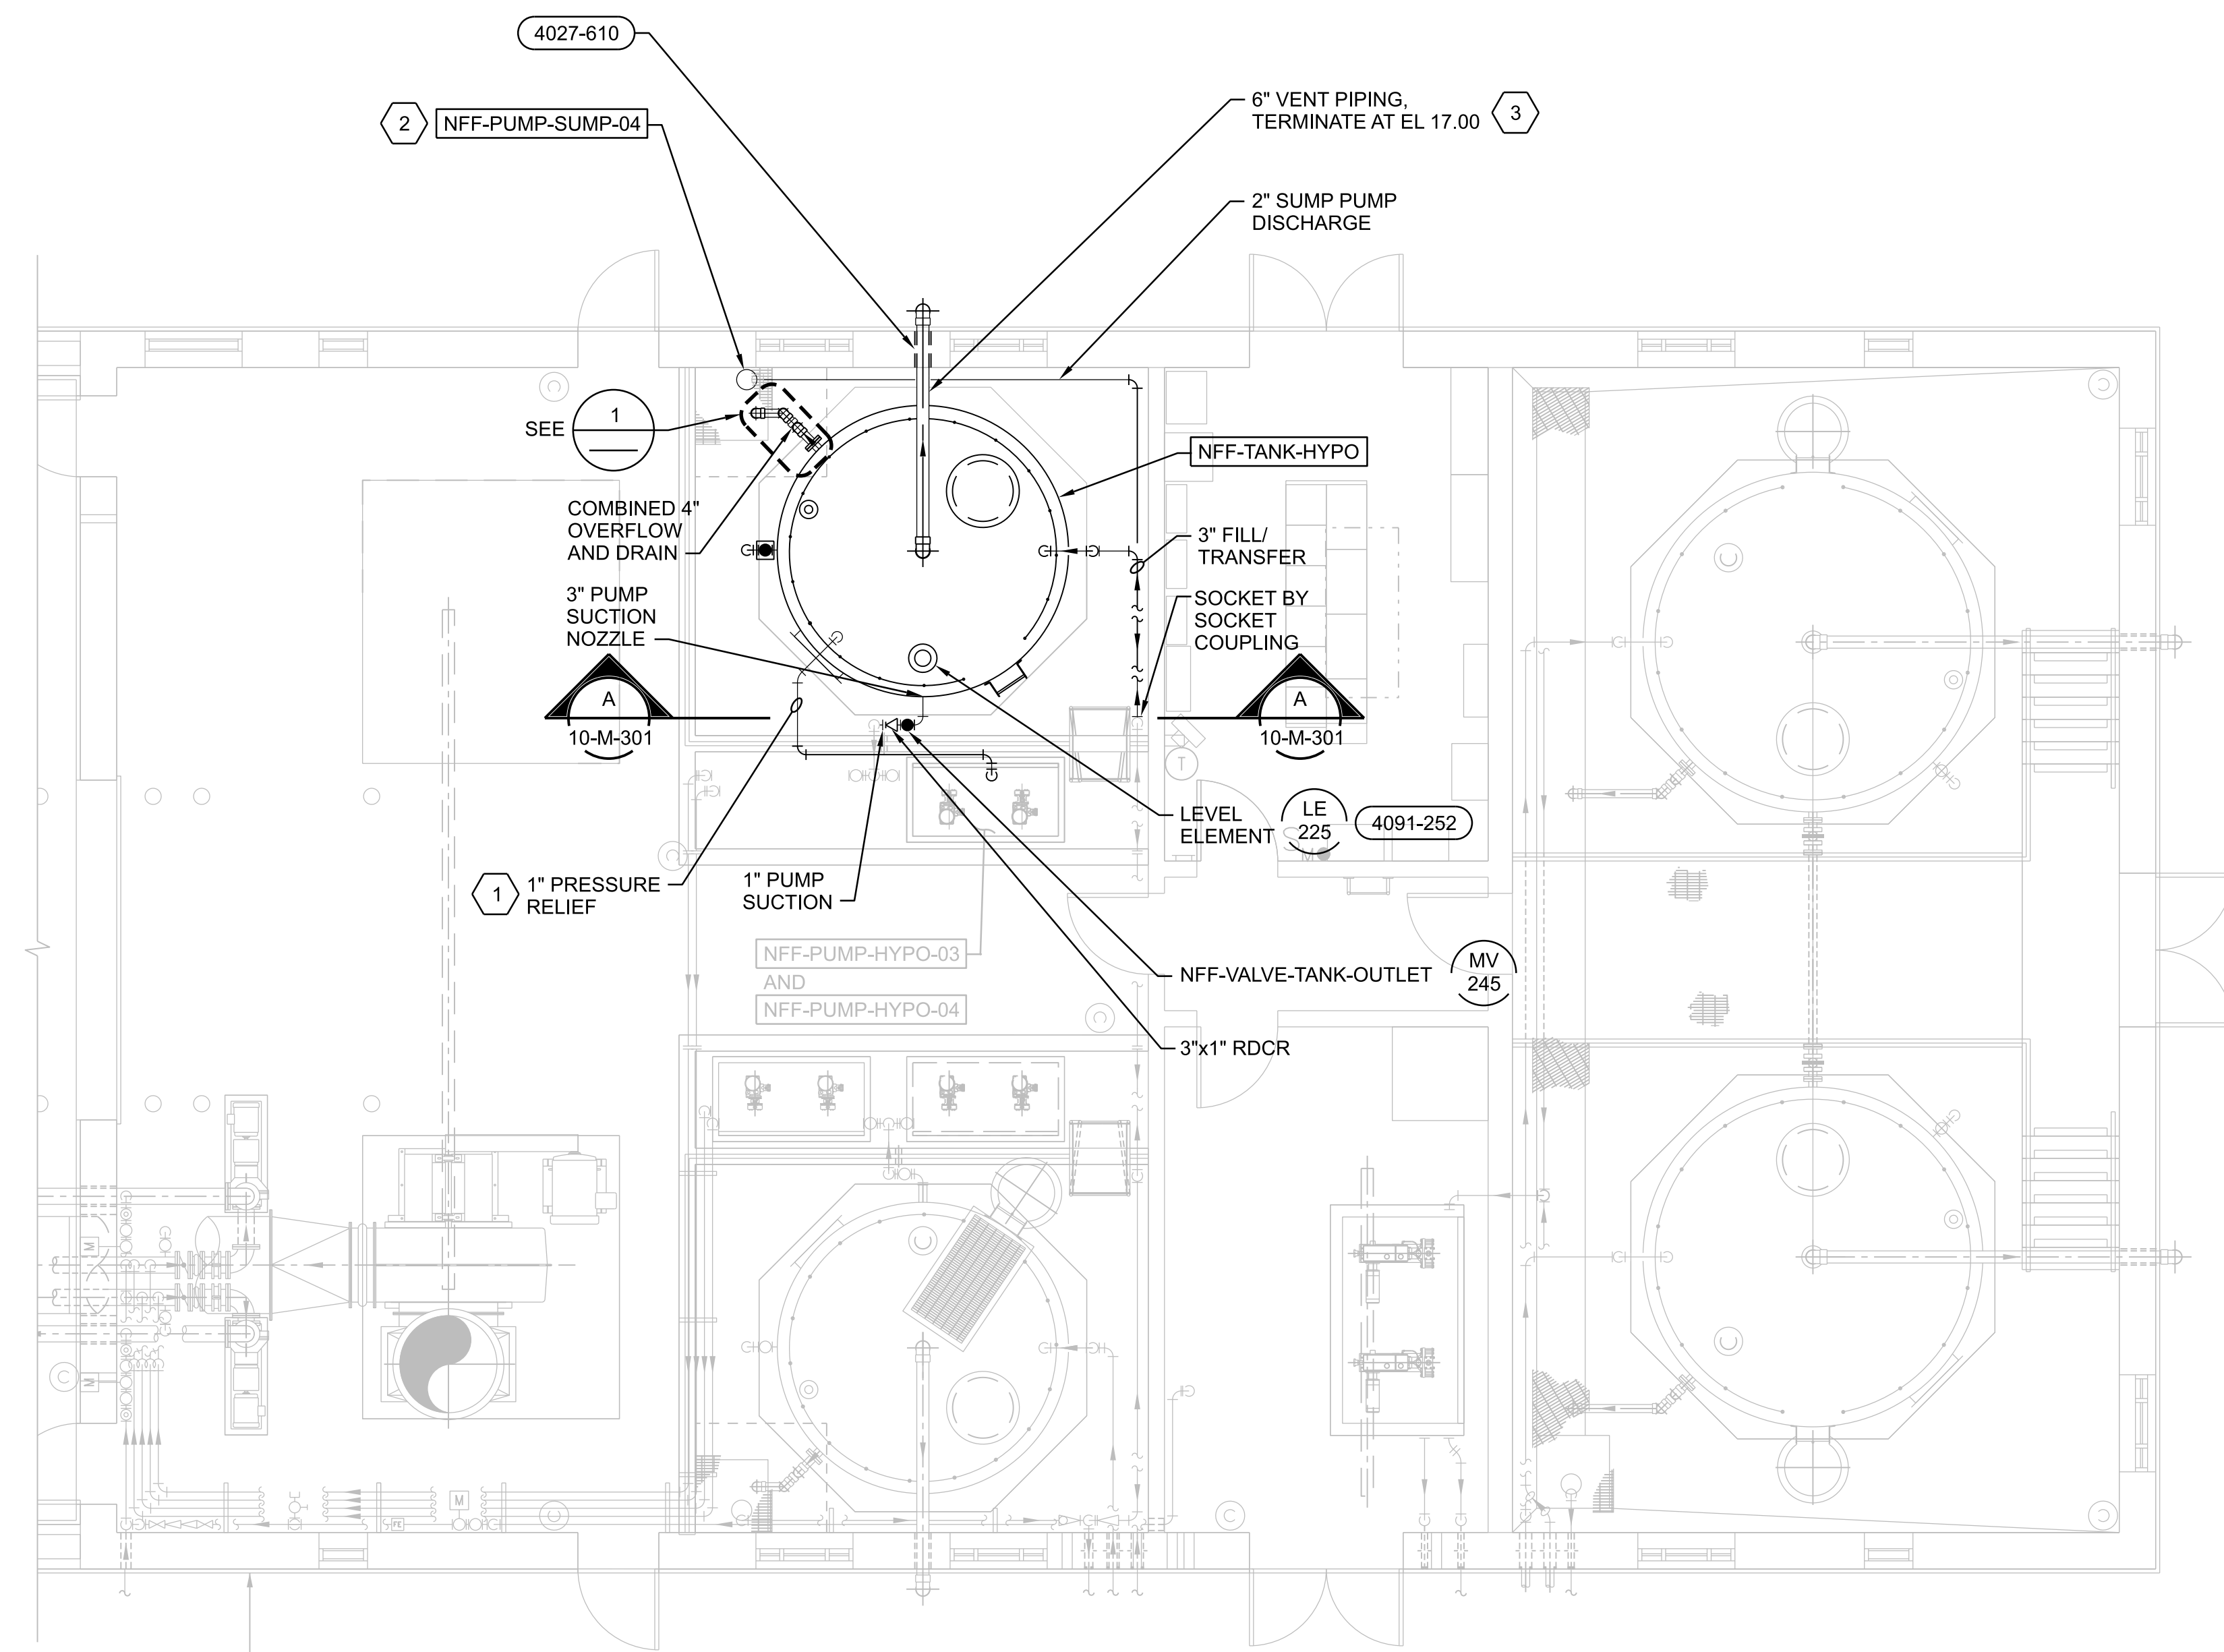 4027-610
2
NFF-PUMP-SUMP-04
6" VENT PIPING,
TERMINATE AT EL 17.00
3
2" SUMP PUMP
DISCHARGE
SEE
1
NFF-TANK-HYPO
COMBINED 4"
OVERFLOW
AND DRAIN
3" FILL/
TRANSFER
3" PUMP
SUCTION
NOZZLE
SOCKET BY
SOCKET
COUPLING
A
10-M-301
A
10-M-301
T
LEVEL
ELEMENT
LE
225
4091-252
S
M
1
1" PRESSURE
RELIEF
1" PUMP
SUCTION
NFF-PUMP-HYPO-03
AND
NFF-PUMP-HYPO-04
NFF-VALVE-TANK-OUTLET
MV
245
3"x1" RDCR
M
M
M
FE